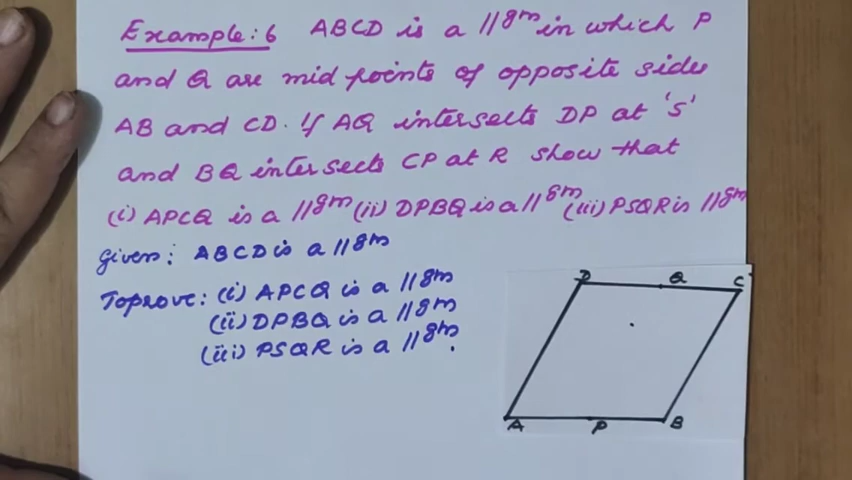 Example: 6 ABCD is a ||gm in which P
and Q are mid points of opposite sides
AB and CD. If AQ intersects DP at 'S'
and BQ intersects CP at R show that
(i) APCQ is a ||gm (ii) DPBQ is a ||gm (iii) PSQR is ||gm
Given: ABCD is a ||gm
To prove: (i) APCQ is a ||gm
(ii) DPBQ is a ||gm
(iii) PSQR is a ||gm.
D Q C
A P B